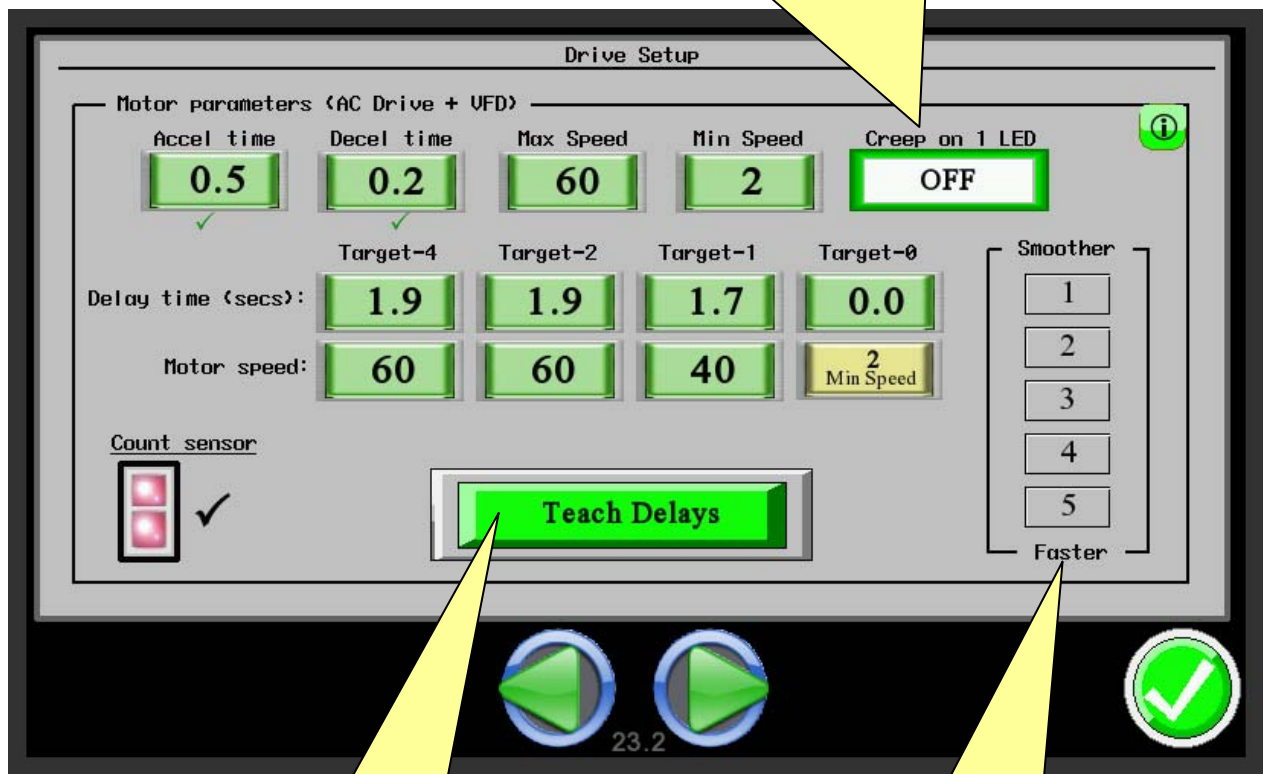 Drive Setup
Motor parameters (AC Drive + VFD)
Accel time Decel time Max Speed Min Speed Creep on 1 LED
0.5 0.2 60 2 OFF
Target-4 Target-2 Target-1 Target-0
Delay time (secs): 1.9 1.9 1.7 0.0
Motor speed: 60 60 40 2
Min Speed
Smoother
1
2
3
4
5
Faster
Count sensor
Teach Delays
23.2